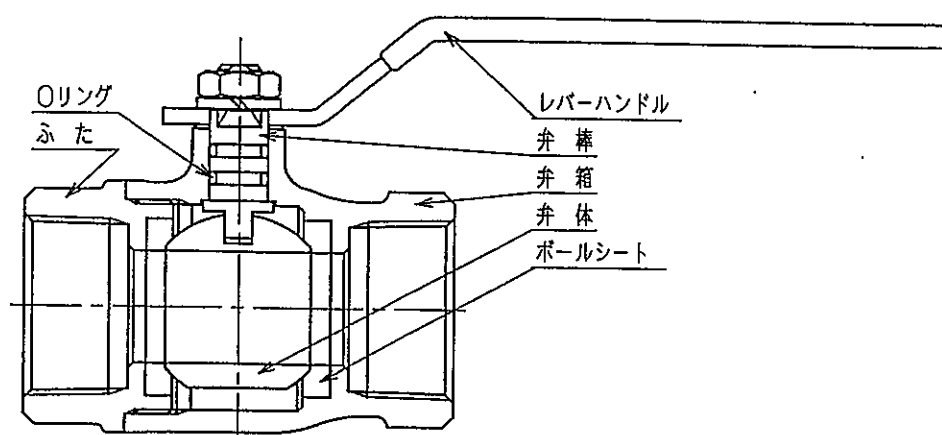 Oリング
ふた
レバーハンドル
弁棒
弁箱
弁体
ボールシート